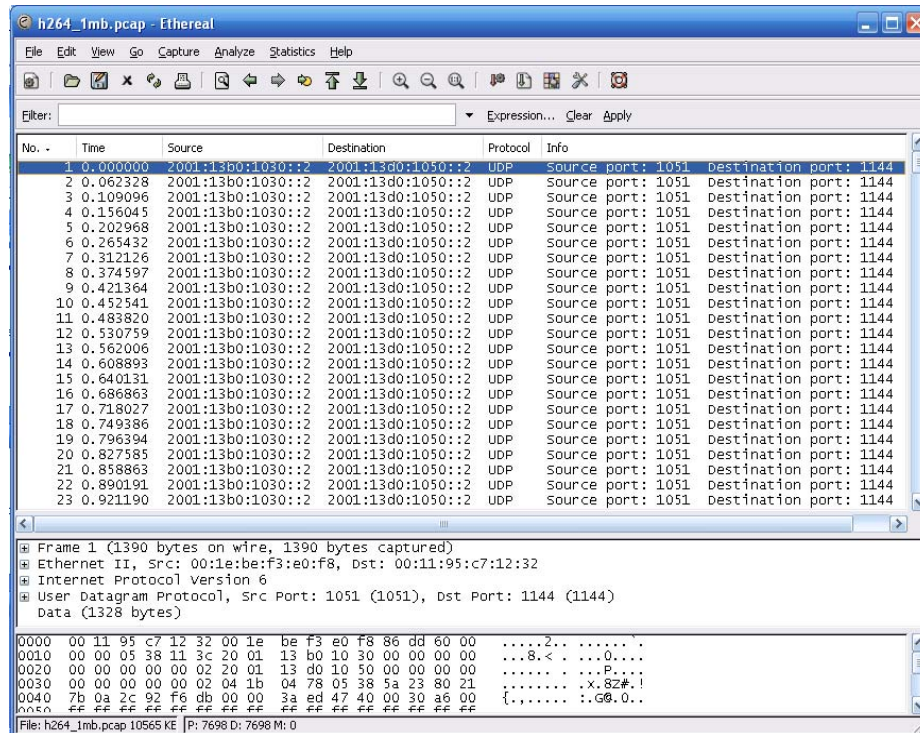 h264_1mb.pcap - Ethereal
File Edit View Go Capture Analyze Statistics Help
Filter: Expression... Clear Apply
No. - Time Source Destination Protocol Info
1 0.000000 2001:13b0:1030::2 2001:13d0:1050::2 UDP Source port: 1051 Destination port: 1144
2 0.062328 2001:13b0:1030::2 2001:13d0:1050::2 UDP Source port: 1051 Destination port: 1144
3 0.109096 2001:13b0:1030::2 2001:13d0:1050::2 UDP Source port: 1051 Destination port: 1144
4 0.156045 2001:13b0:1030::2 2001:13d0:1050::2 UDP Source port: 1051 Destination port: 1144
5 0.202968 2001:13b0:1030::2 2001:13d0:1050::2 UDP Source port: 1051 Destination port: 1144
6 0.265432 2001:13b0:1030::2 2001:13d0:1050::2 UDP Source port: 1051 Destination port: 1144
7 0.312126 2001:13b0:1030::2 2001:13d0:1050::2 UDP Source port: 1051 Destination port: 1144
8 0.374597 2001:13b0:1030::2 2001:13d0:1050::2 UDP Source port: 1051 Destination port: 1144
9 0.421364 2001:13b0:1030::2 2001:13d0:1050::2 UDP Source port: 1051 Destination port: 1144
10 0.452541 2001:13b0:1030::2 2001:13d0:1050::2 UDP Source port: 1051 Destination port: 1144
11 0.483820 2001:13b0:1030::2 2001:13d0:1050::2 UDP Source port: 1051 Destination port: 1144
12 0.530759 2001:13b0:1030::2 2001:13d0:1050::2 UDP Source port: 1051 Destination port: 1144
13 0.562006 2001:13b0:1030::2 2001:13d0:1050::2 UDP Source port: 1051 Destination port: 1144
14 0.608893 2001:13b0:1030::2 2001:13d0:1050::2 UDP Source port: 1051 Destination port: 1144
15 0.640131 2001:13b0:1030::2 2001:13d0:1050::2 UDP Source port: 1051 Destination port: 1144
16 0.686863 2001:13b0:1030::2 2001:13d0:1050::2 UDP Source port: 1051 Destination port: 1144
17 0.718027 2001:13b0:1030::2 2001:13d0:1050::2 UDP Source port: 1051 Destination port: 1144
18 0.749386 2001:13b0:1030::2 2001:13d0:1050::2 UDP Source port: 1051 Destination port: 1144
19 0.796394 2001:13b0:1030::2 2001:13d0:1050::2 UDP Source port: 1051 Destination port: 1144
20 0.827585 2001:13b0:1030::2 2001:13d0:1050::2 UDP Source port: 1051 Destination port: 1144
21 0.858863 2001:13b0:1030::2 2001:13d0:1050::2 UDP Source port: 1051 Destination port: 1144
22 0.890191 2001:13b0:1030::2 2001:13d0:1050::2 UDP Source port: 1051 Destination port: 1144
23 0.921190 2001:13b0:1030::2 2001:13d0:1050::2 UDP Source port: 1051 Destination port: 1144
Frame 1 (1390 bytes on wire, 1390 bytes captured)
Ethernet II, Src: 00:1e:be:f3:e0:f8, Dst: 00:11:95:c7:12:32
Internet Protocol Version 6
User Datagram Protocol, Src Port: 1051 (1051), Dst Port: 1144 (1144)
Data (1328 bytes)
0000 00 11 95 c7 12 32 00 1e be f3 e0 f8 86 dd 60 00 .....2.. ......`.
0010 00 00 05 38 11 3c 20 01 13 b0 10 30 00 00 00 00 ...8.< . ...0....
0020 00 00 00 00 00 02 20 01 13 d0 10 50 00 00 00 00 ...... . ...P....
0030 00 00 00 00 00 02 04 1b 04 78 05 38 5a 23 80 21 ........ .x.8Z#.!
0040 7b 0a 2c 92 f6 db 00 00 3a ed 47 40 00 30 a6 00 {.,..... :.G@.0..
0050 ff ff ff ff ff ff ff ff ff ff ff ff ff ff ff ff
File: h264_1mb.pcap 10565 KE P: 7698 D: 7698 M: 0